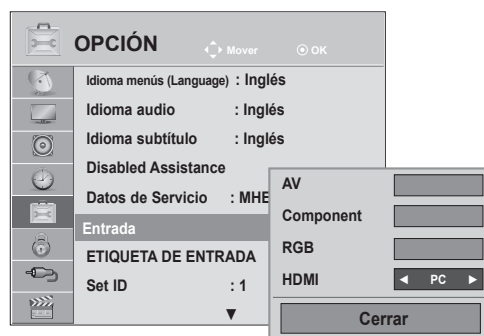 OPCIÓN
Mover
OK
Idioma menús (Language) : Inglés
Idioma audio : Inglés
Idioma subtítulo : Inglés
Disabled Assistance
Datos de Servicio : MHE
Entrada
ETIQUETA DE ENTRADA
Set ID : 1
▼
AV
Component
RGB
HDMI ◄ PC ►
Cerrar